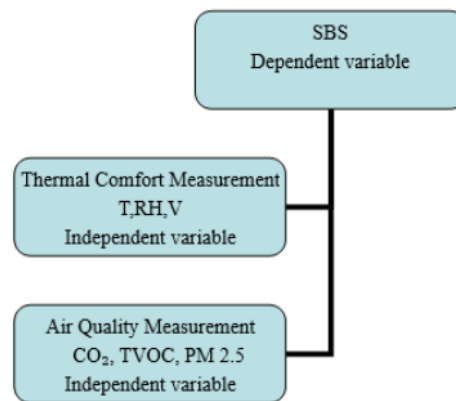 SBS
Dependent variable
Thermal Comfort Measurement
T,RH,V
Independent variable
Air Quality Measurement
CO₂, TVOC, PM 2.5
Independent variable